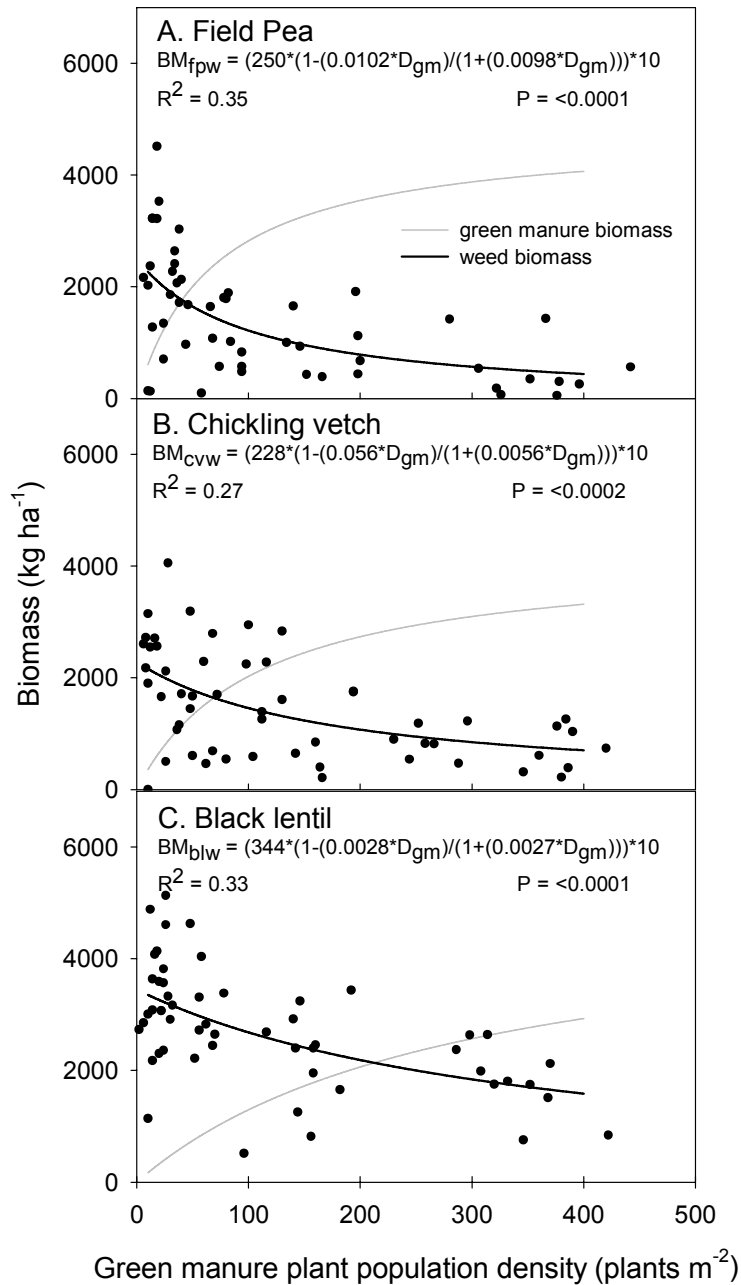 A. Field Pea
BMfpw = (250*(1-(0.0102*Dgm)/(1+(0.0098*Dgm)))*10
R2 = 0.35 P = <0.0001
green manure biomass
weed biomass
6000
4000
2000
0
B. Chickling vetch
BMcvw = (228*(1-(0.056*Dgm)/(1+(0.0056*Dgm)))*10
R2 = 0.27 P = <0.0002
6000
4000
2000
0
C. Black lentil
BMblw = (344*(1-(0.0028*Dgm)/(1+(0.0027*Dgm)))*10
R2 = 0.33 P = <0.0001
6000
4000
2000
0
Biomass (kg ha-1)
0 100 200 300 400 500
Green manure plant population density (plants m-2)